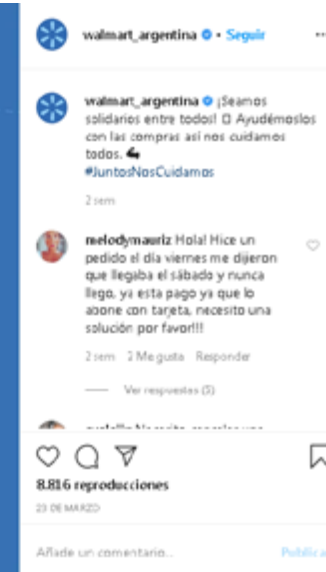 walmart_argentina • Seguir
walmart_argentina ¡Seamos
solidarios entre todos! Ayudémoslos
con las compras así nos cuidamos
todos.
#JuntosNosCuidamos
2 sem
melodymauriz Hola! Hice un
pedido el día viernes me dijeron
que llegaba el sábado y nunca
llego, ya esta pago ya que lo
abone con tarjeta, necesito una
solución por favor!!!
2 sem 2 Me gusta Responder
Ver respuestas (5)
8.816 reproducciones
23 DE MARZO
Añade un comentario...
Publica